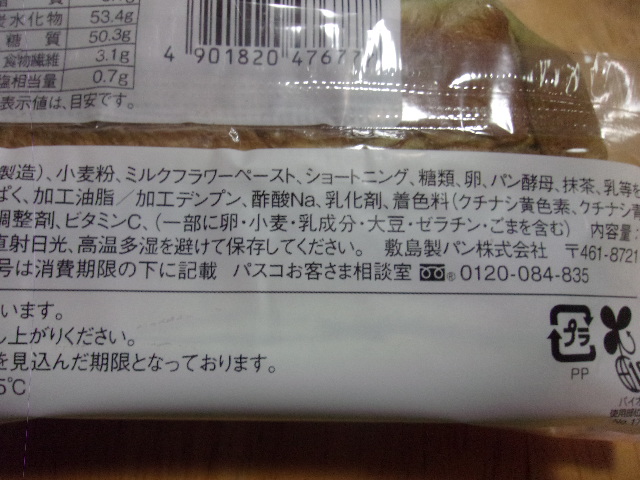 炭水化物 53.4g
糖 質 50.3g
食物繊維 3.1g
塩相当量 0.7g
表示値は、目安です。
4 901820 47677
製造)、小麦粉、ミルクフラワーペースト、ショートニング、糖類、卵、パン酵母、抹茶、乳等を
ぱく、加工油脂/加工デンプン、酢酸Na、乳化剤、着色料(クチナシ黄色素、クチナシ青
調整剤、ビタミンC、(一部に卵・小麦・乳成分・大豆・ゼラチン・ごまを含む) 内容量:
直射日光、高温多湿を避けて保存してください。 敷島製パン株式会社 〒461-8721
号は消費期限の下に記載 パスコお客さま相談室 ® 0120-084-835
います。
し上がりください。
を見込んだ期限となっております。
5℃
プラ
PP
バイオ